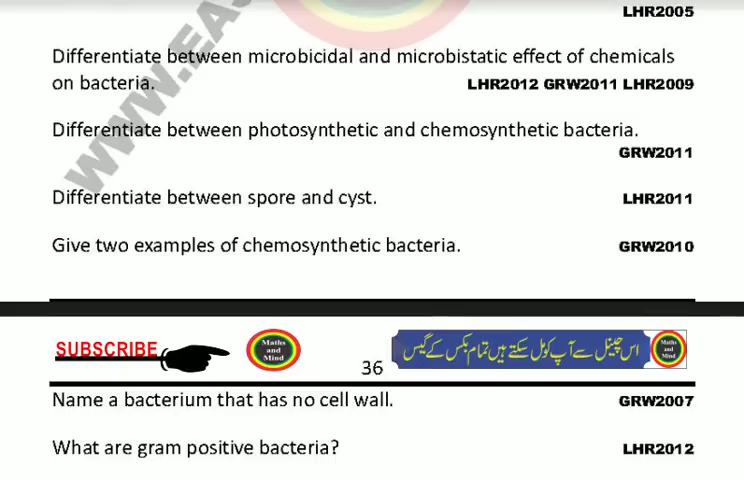 LHR2005
Differentiate between microbicidal and microbistatic effect of chemicals
on bacteria. LHR2012 GRW2011 LHR2009
Differentiate between photosynthetic and chemosynthetic bacteria.
GRW2011
Differentiate between spore and cyst. LHR2011
Give two examples of chemosynthetic bacteria. GRW2010
WWW.EAS
SUBSCRIBE
Maths
and
Mind
36
اس چینل سے آپ کو مل سکتے ہیں تمام بکس کے گیس
Maths
and
Mind
Name a bacterium that has no cell wall. GRW2007
What are gram positive bacteria? LHR2012